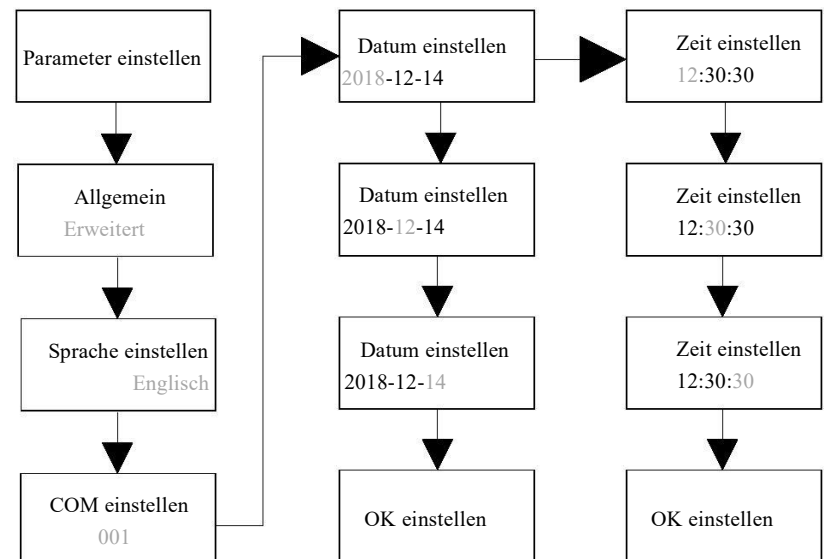 Parameter einstellen
Allgemein
Erweitert
Sprache einstellen
Englisch
COM einstellen
001
Datum einstellen
2018-12-14
Datum einstellen
2018-12-14
Datum einstellen
2018-12-14
OK einstellen
Zeit einstellen
12:30:30
Zeit einstellen
12:30:30
Zeit einstellen
12:30:30
OK einstellen